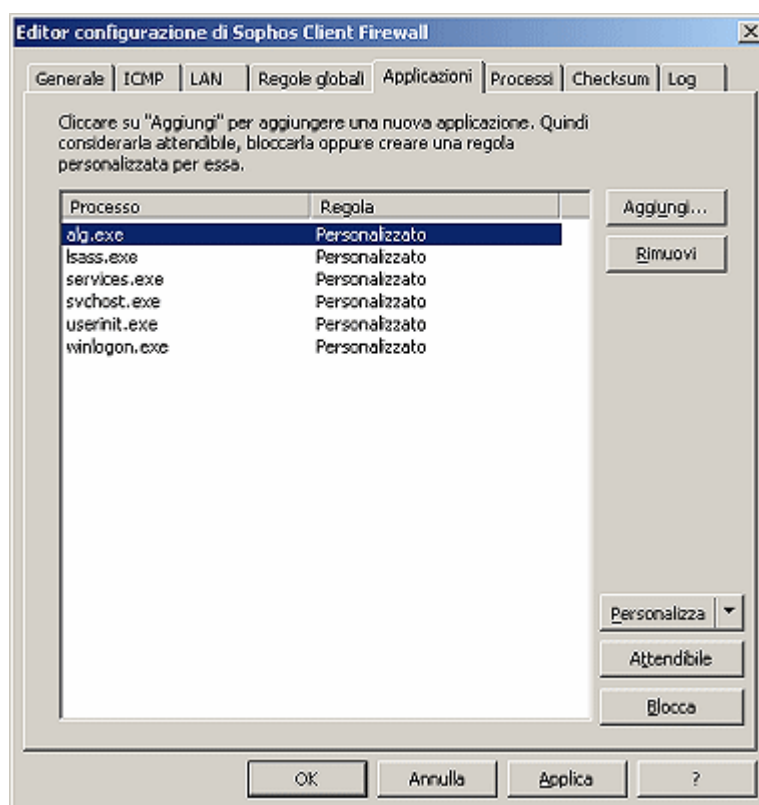 Editor configurazione di Sophos Client Firewall
Generale ICMP LAN Regole globali Applicazioni Processi Checksum Log
Cliccare su "Aggiungi" per aggiungere una nuova applicazione. Quindi
considerarla attendibile, bloccarla oppure creare una regola
personalizzata per essa.
Processo Regola
alg.exe Personalizzato
lsass.exe Personalizzato
services.exe Personalizzato
svchost.exe Personalizzato
userinit.exe Personalizzato
winlogon.exe Personalizzato
Aggiungi...
Rimuovi
Personalizza
Attendibile
Blocca
OK Annulla Applica ?